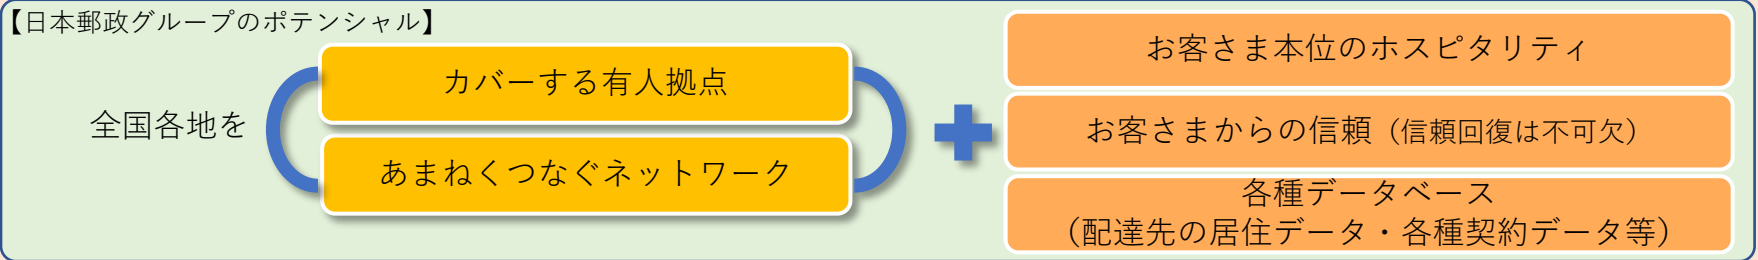 【日本郵政グループのポテンシャル】
全国各地を
カバーする有人拠点
あまねくつなぐネットワーク
お客さま本位のホスピタリティ
お客さまからの信頼（信頼回復は不可欠）
各種データベース
（配達先の居住データ・各種契約データ等）